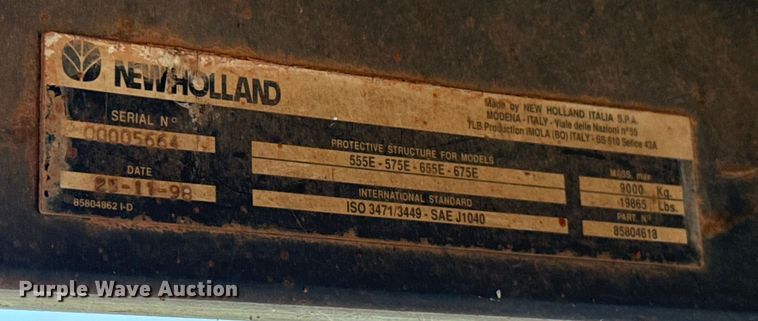 NEW HOLLAND
Made by NEW HOLLAND ITALIA S.P.A.
MODENA - ITALY - Viale delle Nazioni n° 55
TLB Production IMOLA (BO) ITALY - SS 610 Selice 43A
SERIAL N°
00005664
DATE
-11-98
85804862 I-D
PROTECTIVE STRUCTURE FOR MODELS
555E - 575E - 655E - 675E
INTERNATIONAL STANDARD
ISO 3471/3449 - SAE J1040
MASS, max
9000 Kg.
19865 Lbs.
PART. N°
85804618
Purple Wave Auction